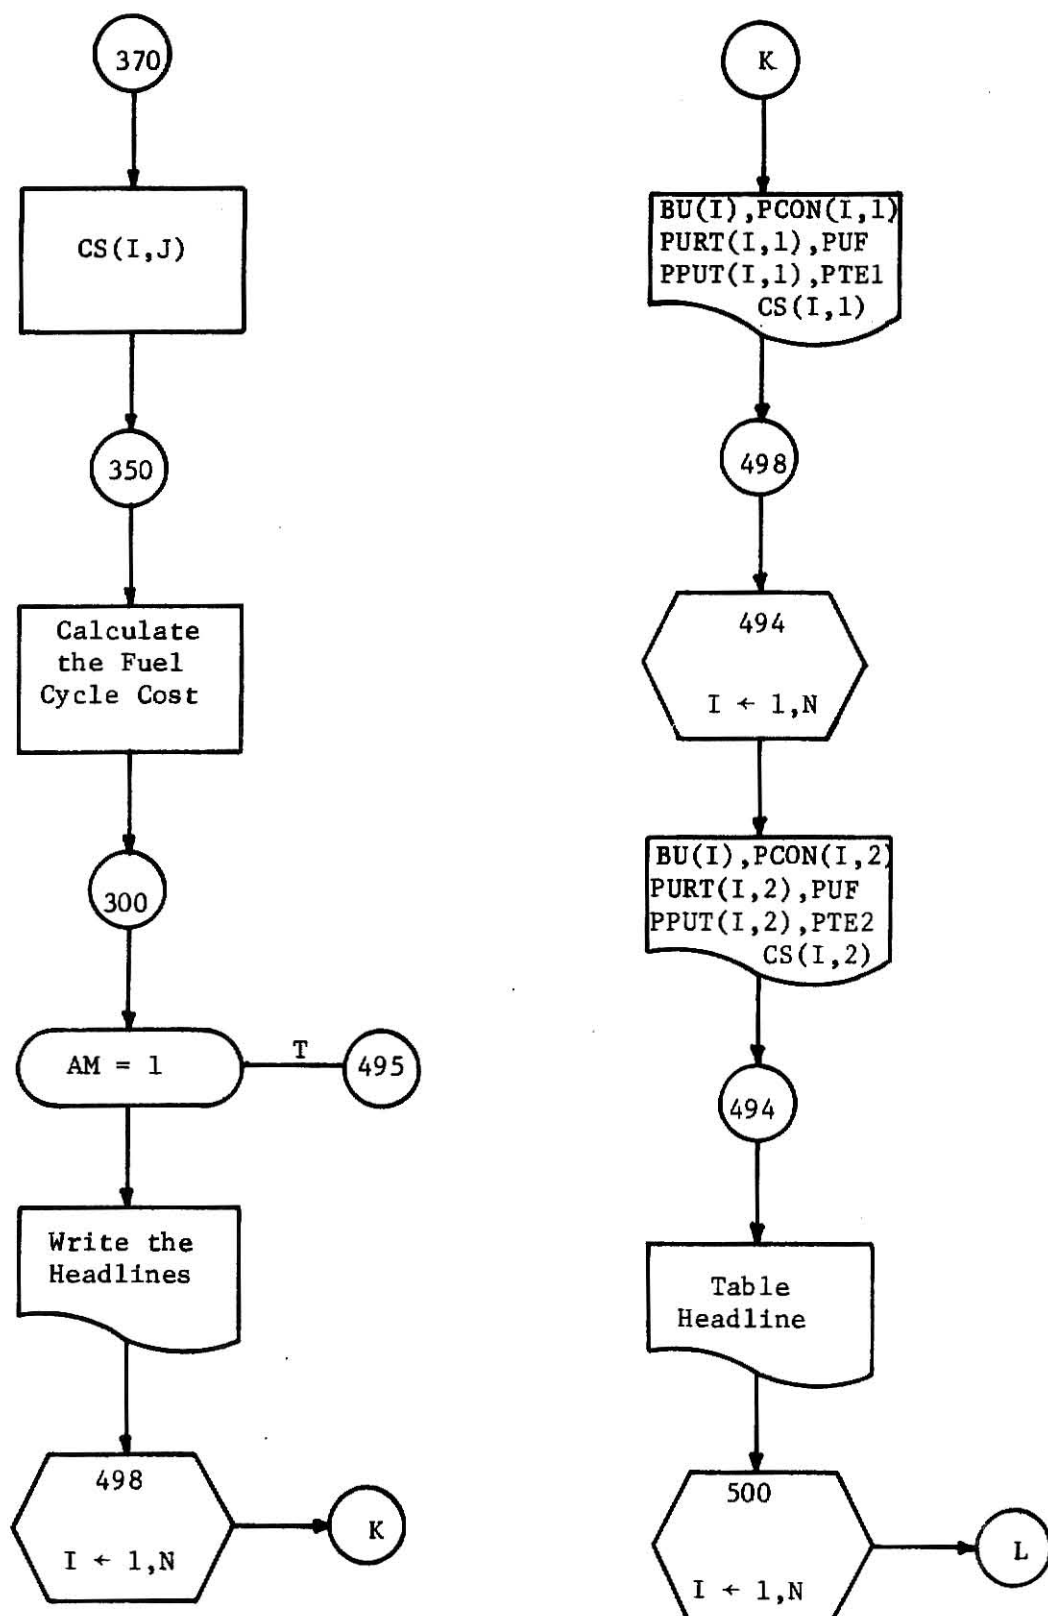 370
CS(I,J)
350
Calculate
the Fuel
Cycle Cost
300
AM = 1
T
495
Write the
Headlines
498
I ← 1,N
K
K
BU(I),PCON(I,1)
PURT(I,1),PUF
PPUT(I,1),PTE1
CS(I,1)
498
494
I ← 1,N
BU(I),PCON(I,2)
PURT(I,2),PUF
PPUT(I,2),PTE2
CS(I,2)
494
Table
Headline
500
I ← 1,N
L